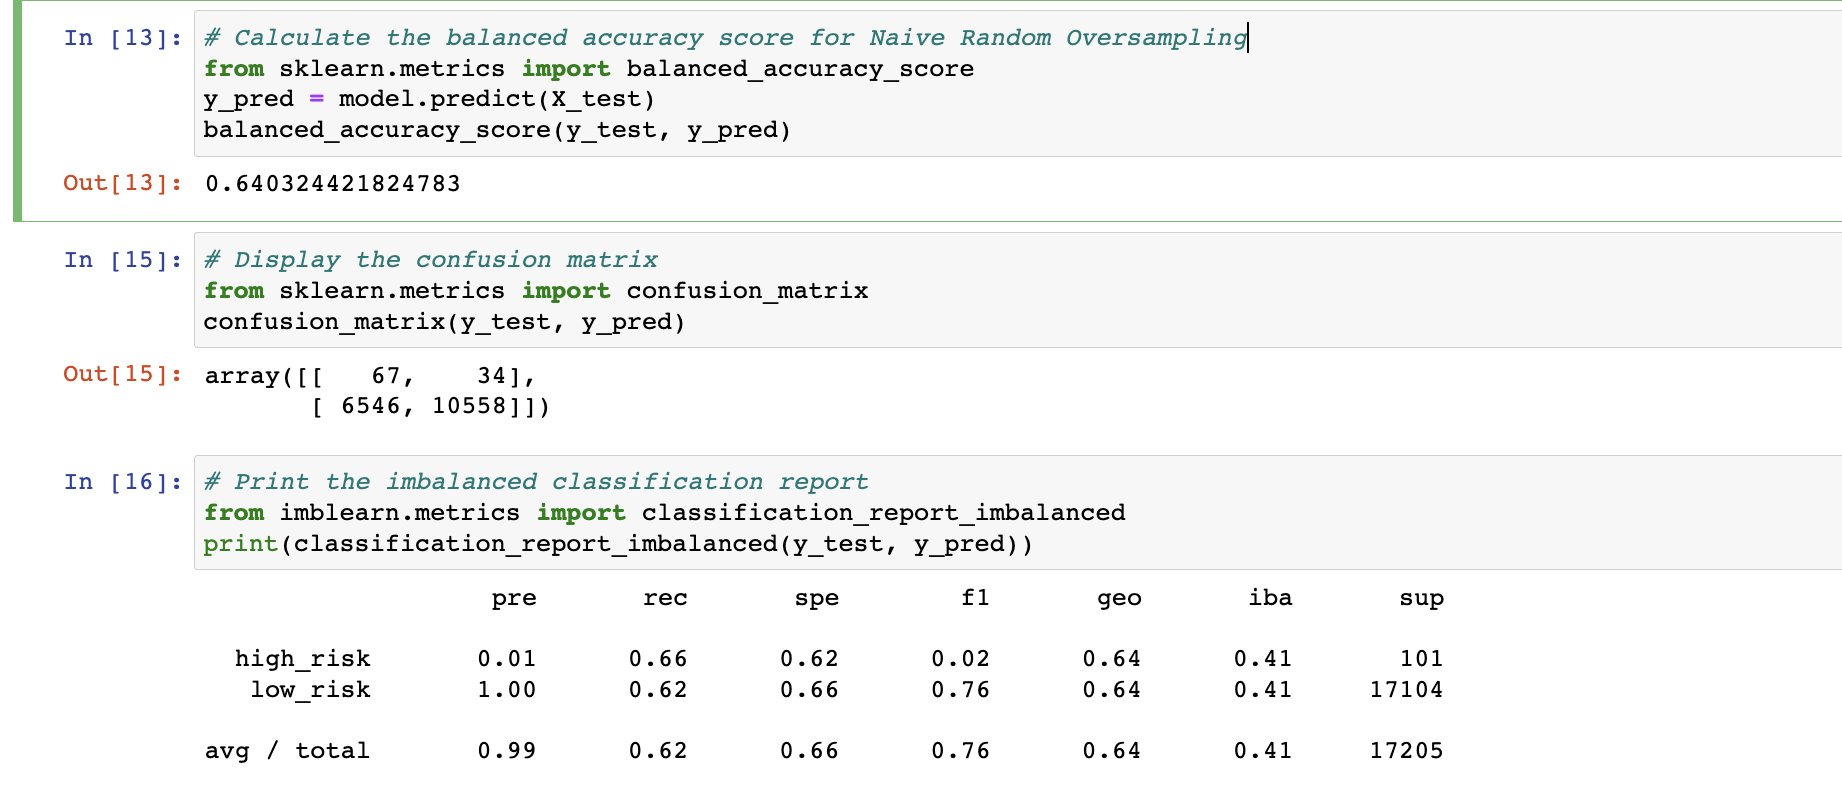 In [13]: # Calculate the balanced accuracy score for Naive Random Oversampling
from sklearn.metrics import balanced_accuracy_score
y_pred = model.predict(X_test)
balanced_accuracy_score(y_test, y_pred)
Out[13]: 0.640324421824783
In [15]: # Display the confusion matrix
from sklearn.metrics import confusion_matrix
confusion_matrix(y_test, y_pred)
Out[15]: array([[   67,    34],
       [ 6546, 10558]])
In [16]: # Print the imbalanced classification report
from imblearn.metrics import classification_report_imbalanced
print(classification_report_imbalanced(y_test, y_pred))
pre rec spe f1 geo iba sup
high_risk 0.01 0.66 0.62 0.02 0.64 0.41 101
low_risk 1.00 0.62 0.66 0.76 0.64 0.41 17104
avg / total 0.99 0.62 0.66 0.76 0.64 0.41 17205